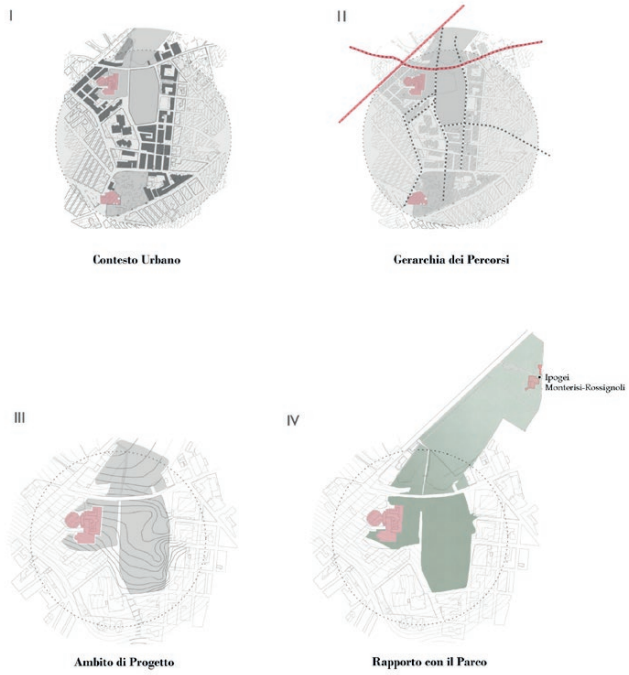 I
II
Contesto Urbano
Gerarchia dei Percorsi
III
IV
Ipogei
Monterisi-Rossignoli
Ambito di Progetto
Rapporto con il Parco